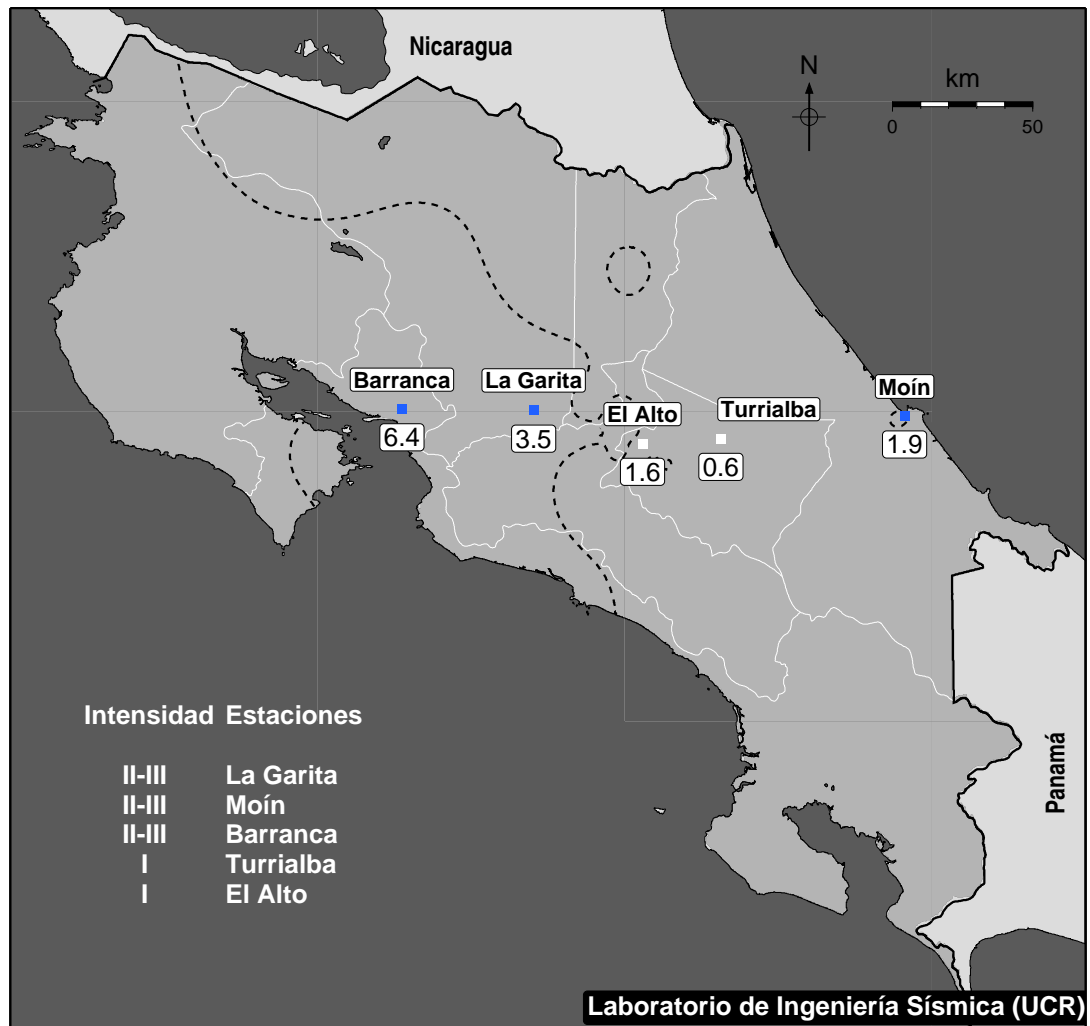 Nicaragua
N
km
0 50
Barranca
La Garita
El Alto
Turrialba
Moín
6.4
3.5
1.6
0.6
1.9
Intensidad Estaciones
II-III La Garita
II-III Moín
II-III Barranca
I Turrialba
I El Alto
Panamá
Laboratorio de Ingeniería Sísmica (UCR)